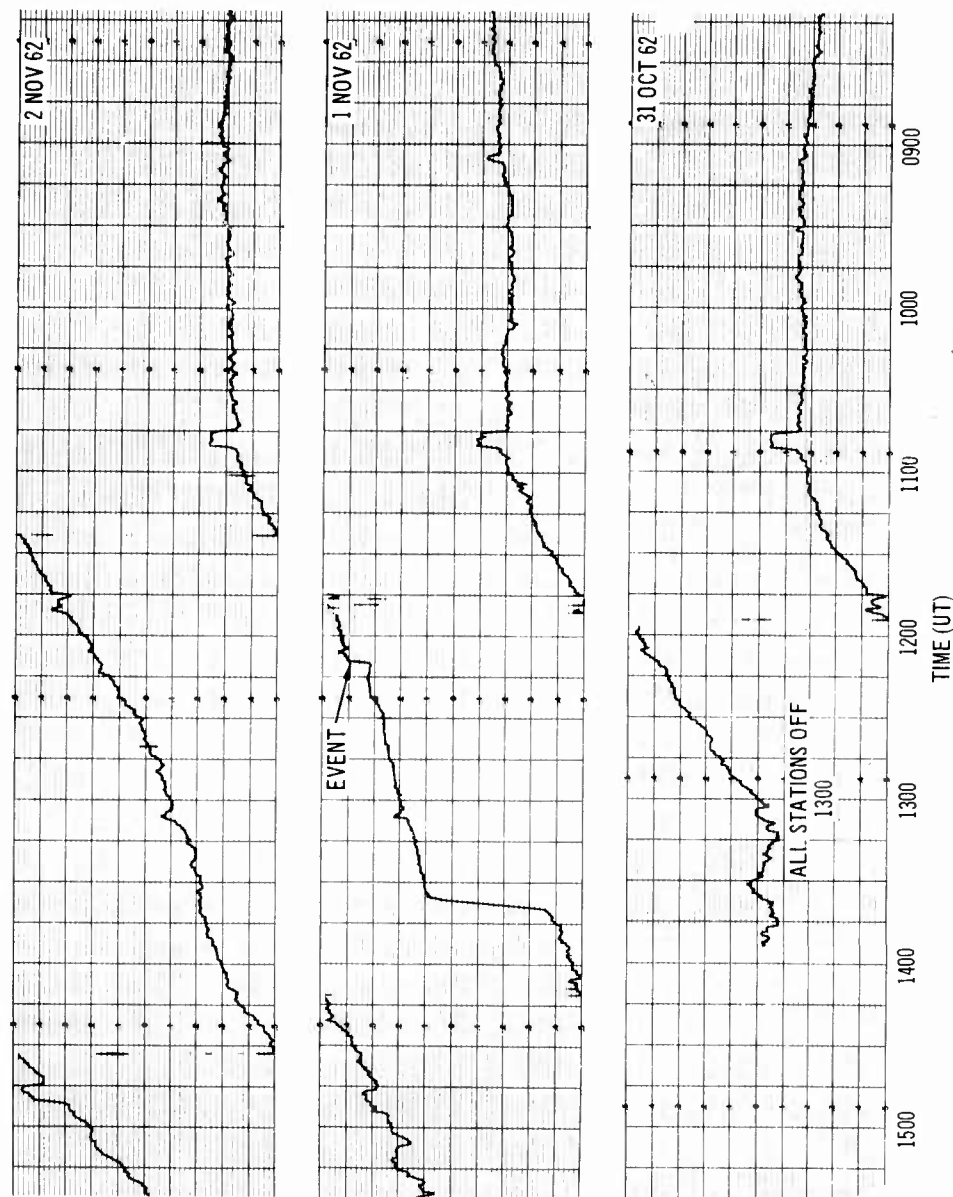 2 NOV 62
1 NOV 62
EVENT
31 OCT 62
ALL STATIONS OFF
1300
0900
1000
1100
1200
1300
1400
1500
TIME (UT)